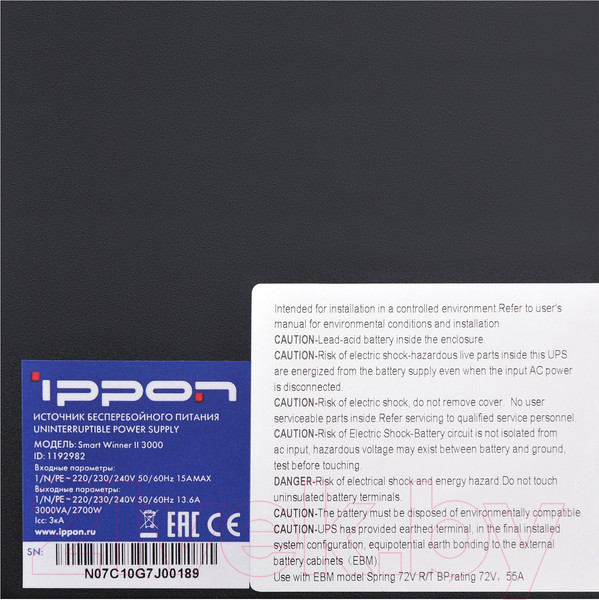 ippon
ИСТОЧНИК БЕСПЕРЕБОЙНОГО ПИТАНИЯ
UNINTERRUPTIBLE POWER SUPPLY
МОДЕЛЬ: Smart Winner II 3000
ID: 1192982
Входные параметры:
1/N/PE~220/230/240V 50/60Hz 15A MAX
Выходные параметры:
1/N/PE~220/230/240V 50/60Hz 13.6A
3000VA/2700W
Icc: 3кА
www.ippon.ru
EAC CE
SN:
N07C10G7J00189
Intended for installation in a controlled environment.Refer to user's
manual for environmental conditions and installation.
CAUTION-Lead-acid battery inside the enclosure.
CAUTION-Risk of electric shock-hazardous live parts inside this UPS
are energized from the battery supply even when the input AC power
is disconnected.
CAUTION-Risk of electric shock, do not remove cover. No user
serviceable parts inside.Refer servicing to qualified service personnel.
CAUTION-Risk of Electric Shock-Battery circuit is not isolated from
ac input, hazardous voltage may exist between battery and ground,
test before touching.
DANGER-Risk of electrical shock and energy hazard.Do not touch
uninsulated battery terminals.
CAUTION-The battery must be disposed of environmentally compatible.
CAUTION-UPS has provided earthed terminal, in the final installed
system configuration, equipotential earth bonding to the external
battery cabinets（EBM）.
Use with EBM model Spring 72V R/T BP,rating 72V、55A